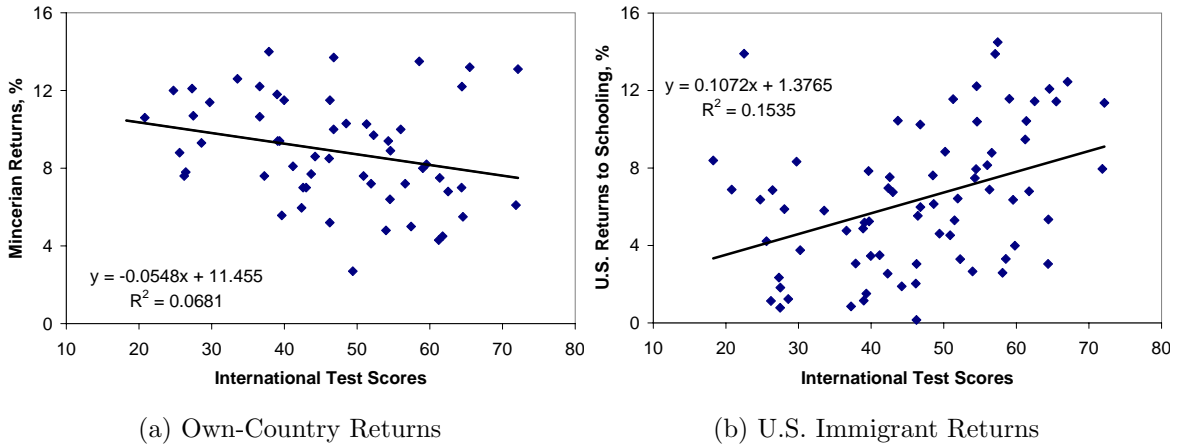 16
12
8
4
0
Mincerian Returns, %
y = -0.0548x + 11.455
R² = 0.0681
10 20 30 40 50 60 70 80
International Test Scores
(a) Own-Country Returns
16
12
8
4
0
U.S. Returns to Schooling, %
y = 0.1072x + 1.3765
R² = 0.1535
10 20 30 40 50 60 70 80
International Test Scores
(b) U.S. Immigrant Returns